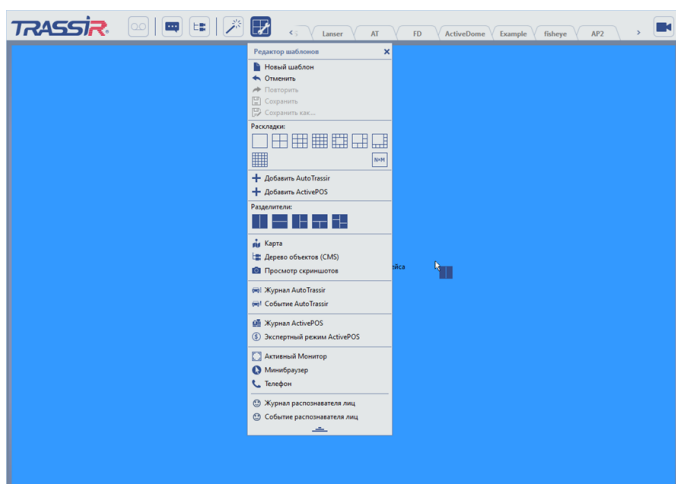 TRASSIR
Lanser
AT
FD
ActiveDome
Example
fisheye
AP2
Редактор шаблонов
Новый шаблон
Отменить
Повторить
Сохранить
Сохранить как...
Раскладки:
N×M
Добавить AutoTrassir
Добавить ActivePOS
Разделители:
Карта
Дерево объектов (CMS)
Просмотр скриншотов
ейса
Журнал AutoTrassir
Событие AutoTrassir
Журнал ActivePOS
Экспертный режим ActivePOS
Активный Монитор
Минибраузер
Телефон
Журнал распознавателя лиц
Событие распознавателя лиц